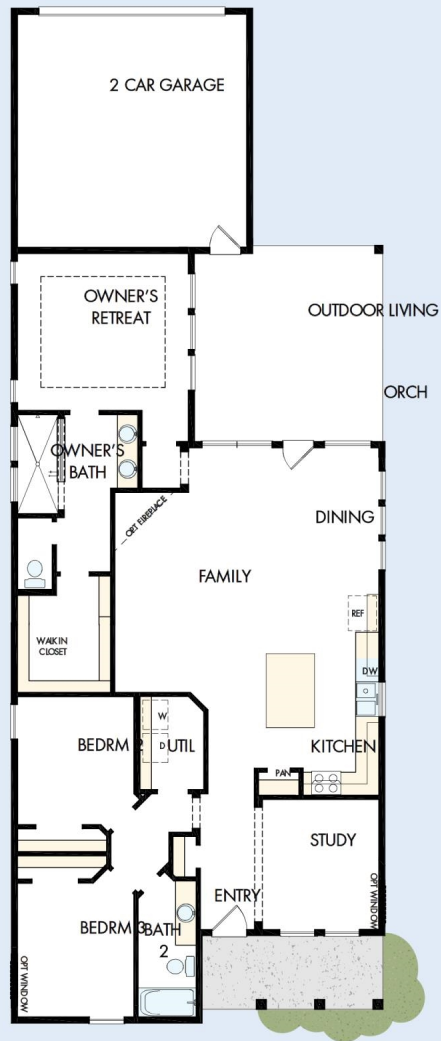 2 CAR GARAGE
OWNER'S
RETREAT
OUTDOOR LIVING
ORCH
OWNER'S
BATH
OPT FIREPLACE
DINING
FAMILY
REF
WALK IN
CLOSET
DW
W
D
BEDRM 2
UTIL
KITCHEN
PAN
STUDY
OPT WINDOW
ENTRY
BEDRM 3
BATH
2
OPT WINDOW